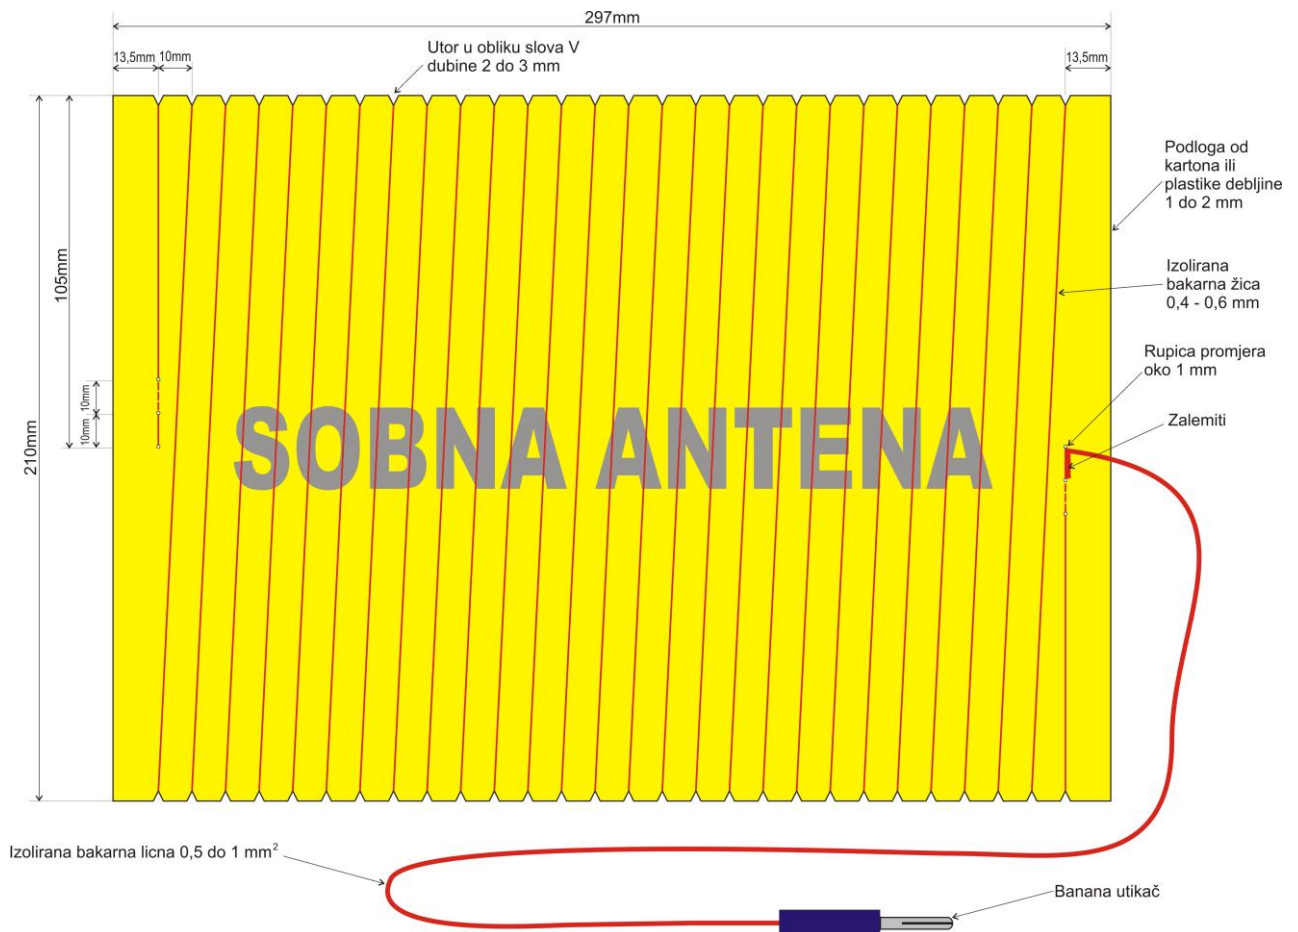 297mm
13,5mm
10mm
Utor u obliku slova V
dubine 2 do 3 mm
13,5mm
Podloga od
kartona ili
plastike debljine
1 do 2 mm
105mm
Izolirana
bakarna žica
0,4 - 0,6 mm
Rupica promjera
oko 1 mm
10mm
10mm
210mm
SOBNA ANTENA
Zalemiti
Izolirana bakarna licna 0,5 do 1 mm²
Banana utikač